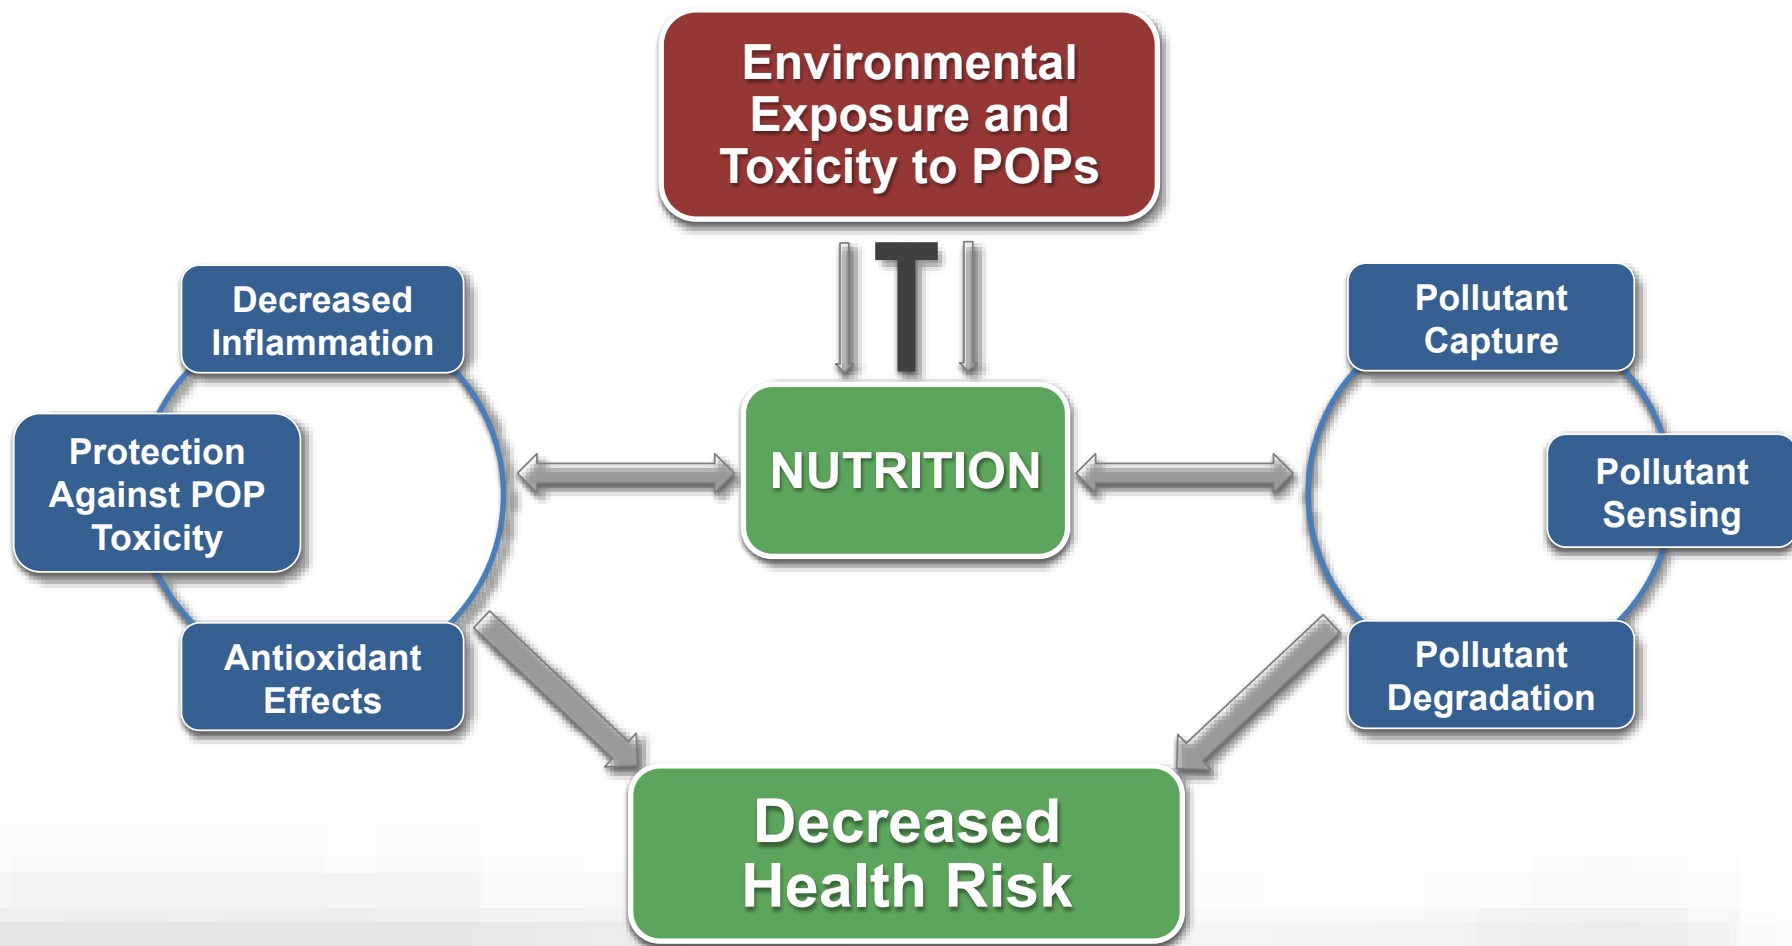 Environmental
Exposure and
Toxicity to POPs
Decreased
Inflammation
Protection
Against POP
Toxicity
Antioxidant
Effects
NUTRITION
Pollutant
Capture
Pollutant
Sensing
Pollutant
Degradation
Decreased
Health Risk